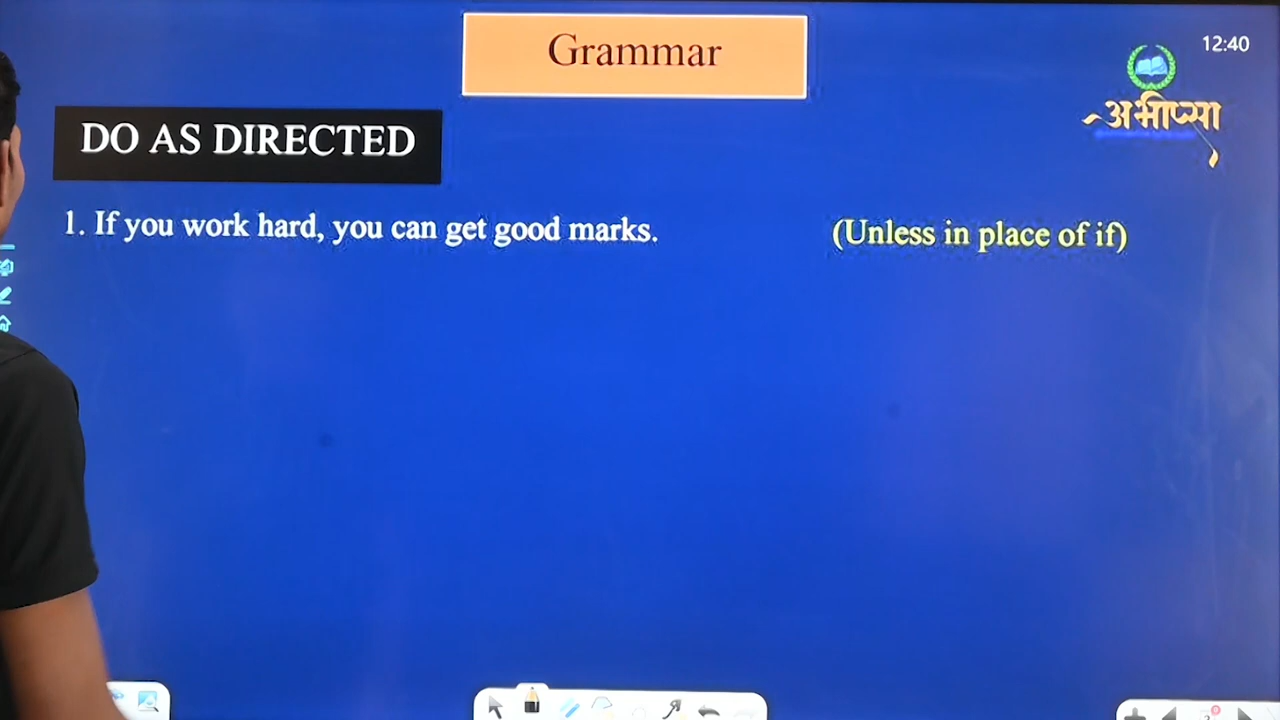 Grammar
12:40
अभीप्सा
DO AS DIRECTED
1. If you work hard, you can get good marks. (Unless in place of if)